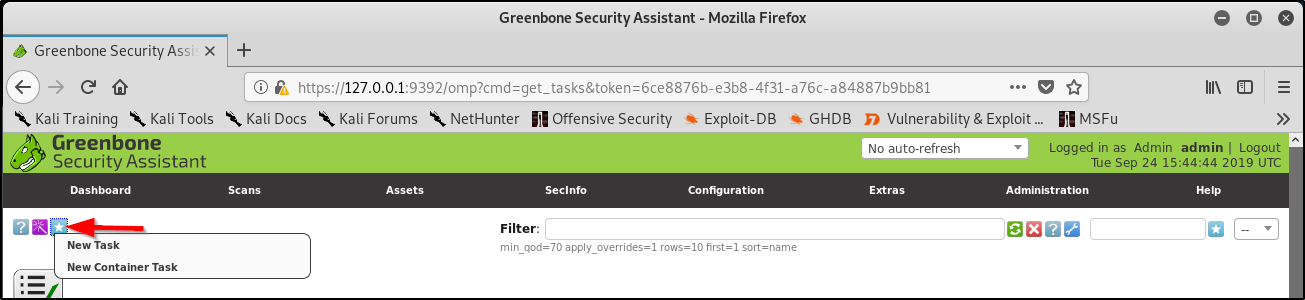 Greenbone Security Assistant - Mozilla Firefox
Greenbone Security Assis
https://127.0.0.1:9392/omp?cmd=get_tasks&token=6ce8876b-e3b8-4f31-a76c-a84887b9bb81
Kali Training Kali Tools Kali Docs Kali Forums NetHunter Offensive Security Exploit-DB GHDB Vulnerability & Exploit ... MSFu
Greenbone
Security Assistant
No auto-refresh
Logged in as Admin admin | Logout
Tue Sep 24 15:44:44 2019 UTC
Dashboard Scans Assets SecInfo Configuration Extras Administration Help
Filter:
--
min_qod=70 apply_overrides=1 rows=10 first=1 sort=name
New Task
New Container Task